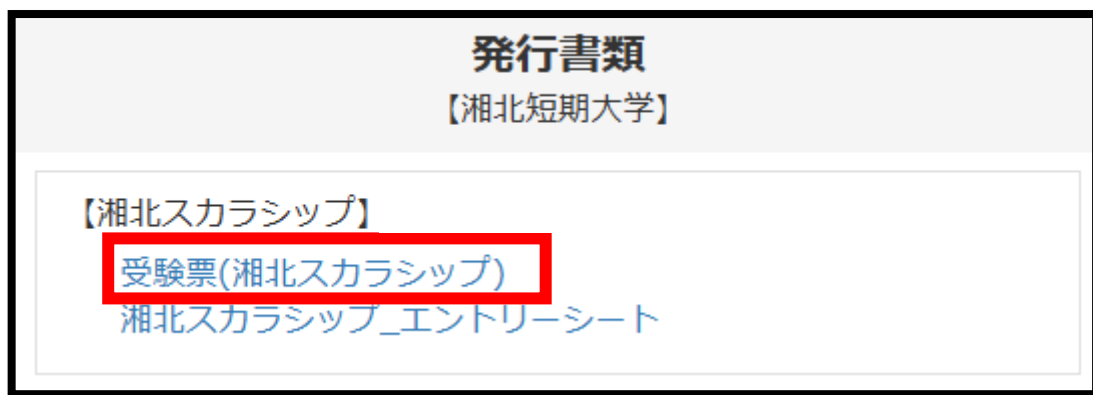 発行書類
【湘北短期大学】
【湘北スカラシップ】
受験票(湘北スカラシップ)
湘北スカラシップ_エントリーシート